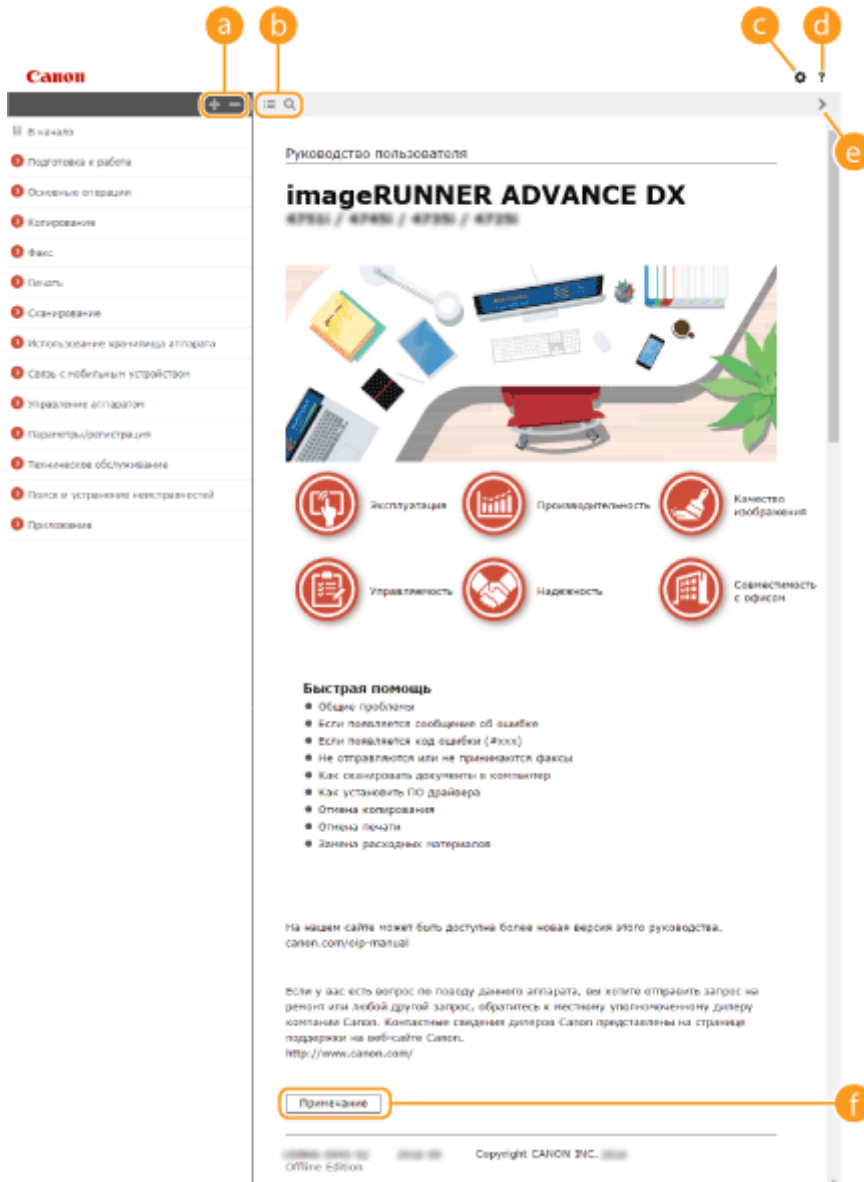 a
b
c
d
Canon
?
e
В начало
Подготовка к работе
Основные операции
Копирование
Факс
Печать
Сканирование
Использование хранилища аппарата
Связь с мобильным устройством
Управление аппаратом
Параметры/регистрация
Техническое обслуживание
Поиск и устранение неисправностей
Приложение
Руководство пользователя
imageRUNNER ADVANCE DX
4751i / 4745i / 4735i / 4725i
Эксплуатация
Производительность
Качество
изображения
Управляемость
Надежность
Совместимость
с офисом
Быстрая помощь
Общие проблемы
Если появляется сообщение об ошибке
Если появляется код ошибки (#xxx)
Не отправляются или не принимаются факсы
Как сканировать документы в компьютер
Как установить ПО драйвера
Отмена копирования
Отмена печати
Замена расходных материалов
На нашем сайте может быть доступна более новая версия этого руководства.
canon.com/oip-manual
Если у вас есть вопрос по поводу данного аппарата, вы хотите отправить запрос на
ремонт или любой другой запрос, обратитесь к местному уполномоченному дилеру
компании Canon. Контактные сведения дилеров Canon представлены на странице
поддержки на веб-сайте Canon.
http://www.canon.com/
Примечание
f
Copyright CANON INC.
Offline Edition